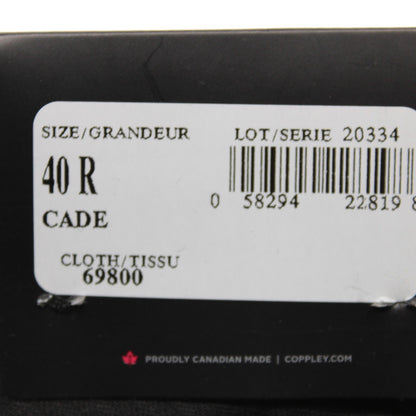 SIZE/GRANDEUR LOT/SERIE 20334
40 R
CADE
0 58294 22819 8
CLOTH/TISSU
69800
PROUDLY CANADIAN MADE | COPPLEY.COM